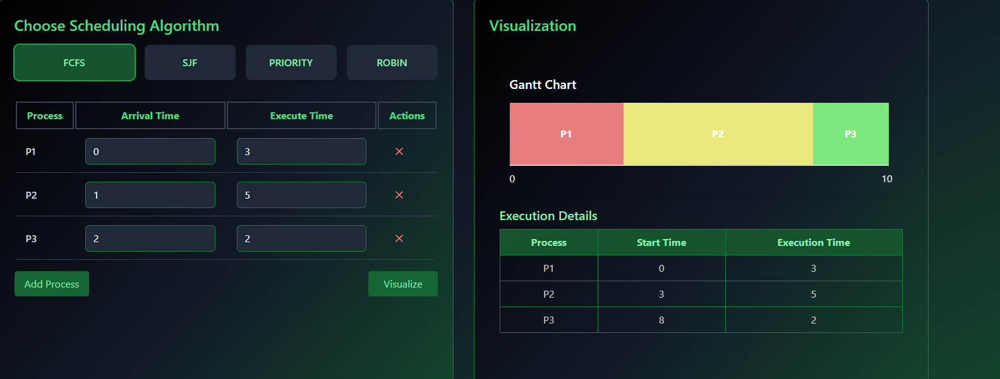 Choose Scheduling Algorithm
FCFS SJF PRIORITY ROBIN
Process Arrival Time Execute Time Actions
P1 0 3 ×
P2 1 5 ×
P3 2 2 ×
Add Process Visualize
Visualization
Gantt Chart
P1 P2 P3
0 10
Execution Details
Process Start Time Execution Time
P1 0 3
P2 3 5
P3 8 2